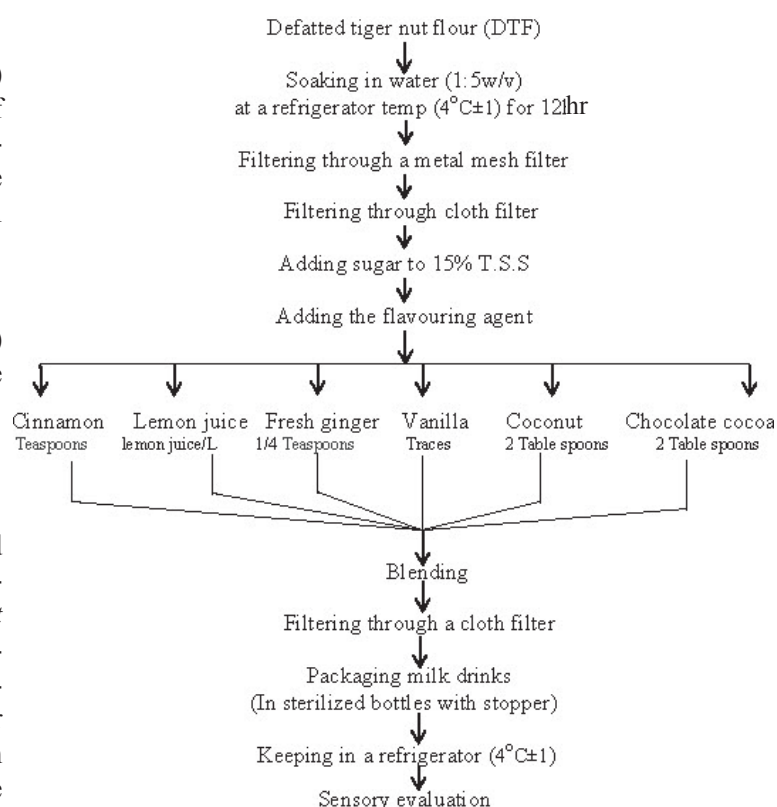 Defatted tiger nut flour (DTF)
Soaking in water (1:5w/v)
at a refrigerator temp (4°C±1) for 12hr
Filtering through a metal mesh filter
Filtering through cloth filter
Adding sugar to 15% T.S.S
Adding the flavouring agent
Cinnamon Lemon juice Fresh ginger Vanilla Coconut Chocolate cocoa
Teaspoons lemon juice/L 1/4 Teaspoons Traces 2 Table spoons 2 Table spoons
Blending
Filtering through a cloth filter
Packaging milk drinks
(In sterilized bottles with stopper)
Keeping in a refrigerator (4°C±1)
Sensory evaluation